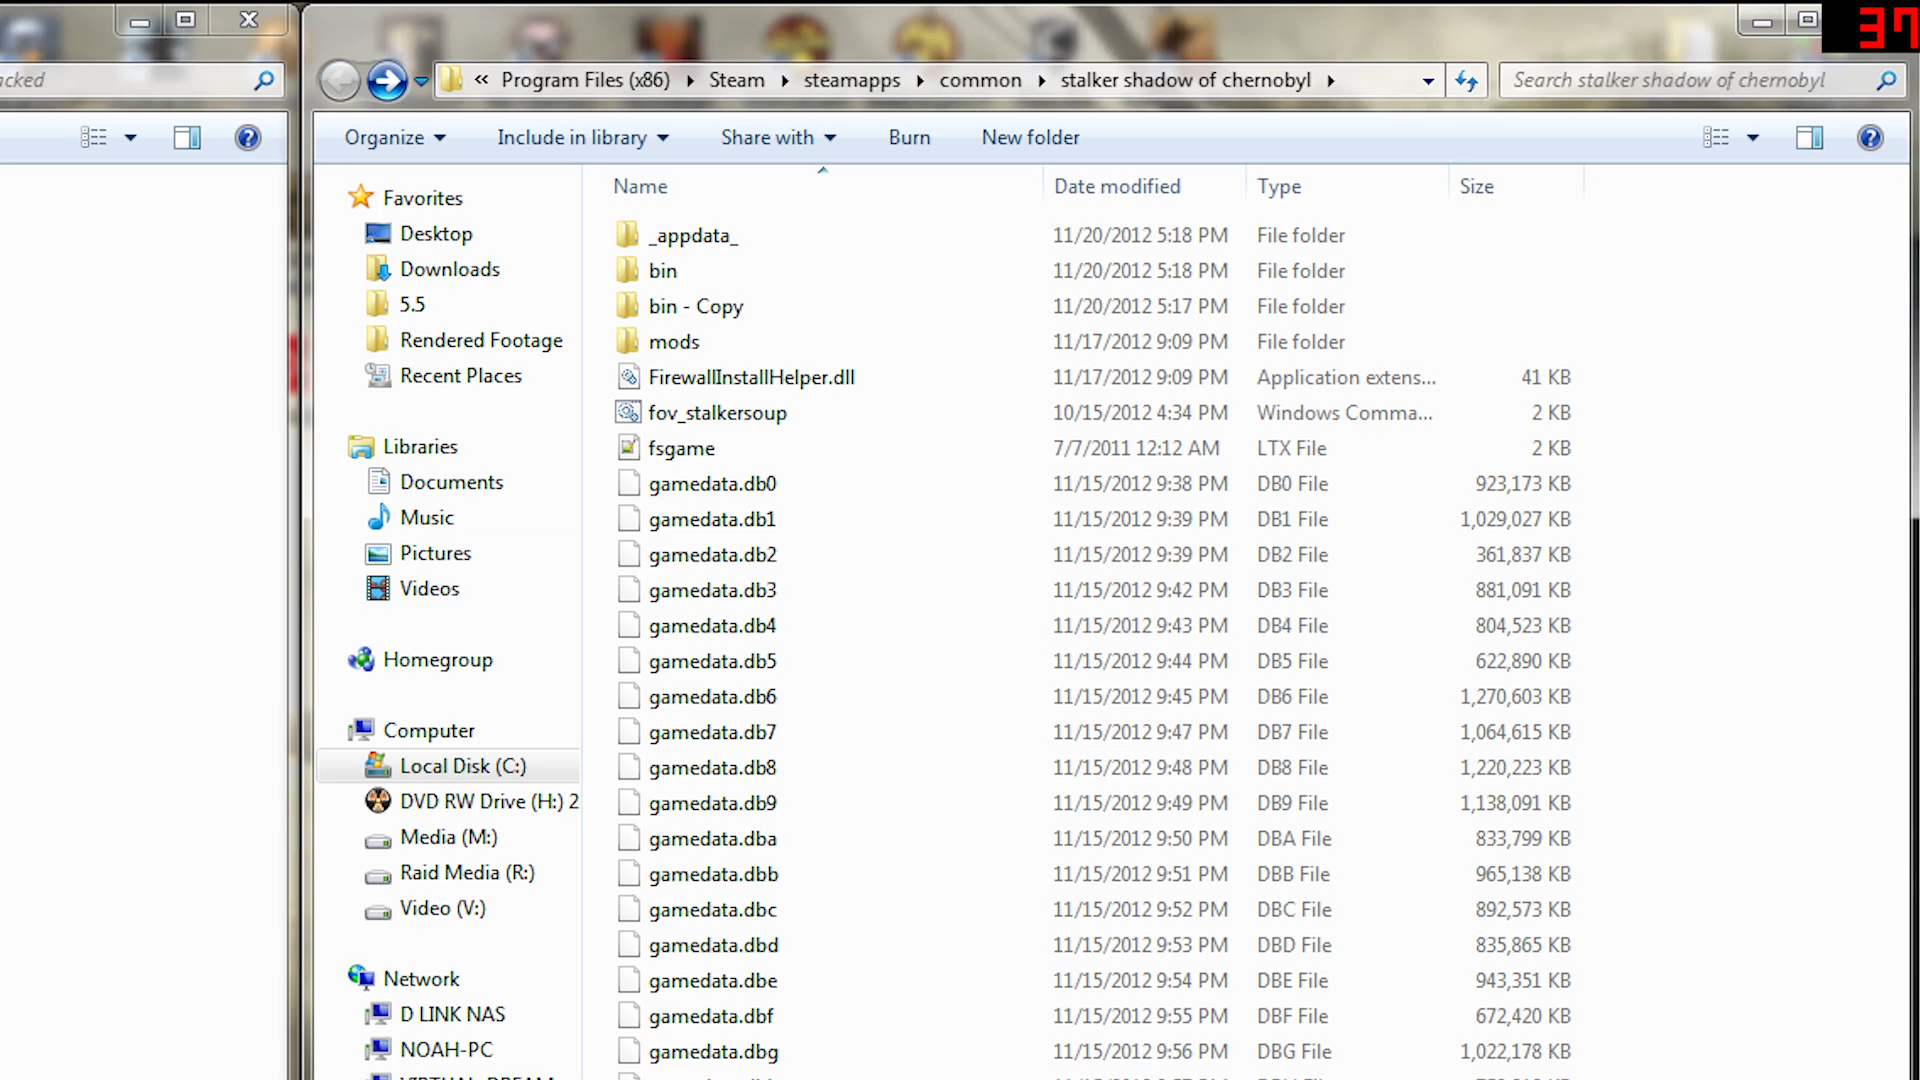 37
acked
« Program Files (x86) Steam steamapps common stalker shadow of chernobyl Search stalker shadow of chernobyl
Organize Include in library Share with Burn New folder
Name Date modified Type Size
Favorites
Desktop
Downloads
5.5
Rendered Footage
Recent Places
Libraries
Documents
Music
Pictures
Videos
Homegroup
Computer
Local Disk (C:)
DVD RW Drive (H:) 2
Media (M:)
Raid Media (R:)
Video (V:)
Network
D LINK NAS
NOAH-PC
_appdata_ 11/20/2012 5:18 PM File folder
bin 11/20/2012 5:18 PM File folder
bin - Copy 11/20/2012 5:17 PM File folder
mods 11/17/2012 9:09 PM File folder
FirewallInstallHelper.dll 11/17/2012 9:09 PM Application extens... 41 KB
fov_stalkersoup 10/15/2012 4:34 PM Windows Comma... 2 KB
fsgame 7/7/2011 12:12 AM LTX File 2 KB
gamedata.db0 11/15/2012 9:38 PM DB0 File 923,173 KB
gamedata.db1 11/15/2012 9:39 PM DB1 File 1,029,027 KB
gamedata.db2 11/15/2012 9:39 PM DB2 File 361,837 KB
gamedata.db3 11/15/2012 9:42 PM DB3 File 881,091 KB
gamedata.db4 11/15/2012 9:43 PM DB4 File 804,523 KB
gamedata.db5 11/15/2012 9:44 PM DB5 File 622,890 KB
gamedata.db6 11/15/2012 9:45 PM DB6 File 1,270,603 KB
gamedata.db7 11/15/2012 9:47 PM DB7 File 1,064,615 KB
gamedata.db8 11/15/2012 9:48 PM DB8 File 1,220,223 KB
gamedata.db9 11/15/2012 9:49 PM DB9 File 1,138,091 KB
gamedata.dba 11/15/2012 9:50 PM DBA File 833,799 KB
gamedata.dbb 11/15/2012 9:51 PM DBB File 965,138 KB
gamedata.dbc 11/15/2012 9:52 PM DBC File 892,573 KB
gamedata.dbd 11/15/2012 9:53 PM DBD File 835,865 KB
gamedata.dbe 11/15/2012 9:54 PM DBE File 943,351 KB
gamedata.dbf 11/15/2012 9:55 PM DBF File 672,420 KB
gamedata.dbg 11/15/2012 9:56 PM DBG File 1,022,178 KB